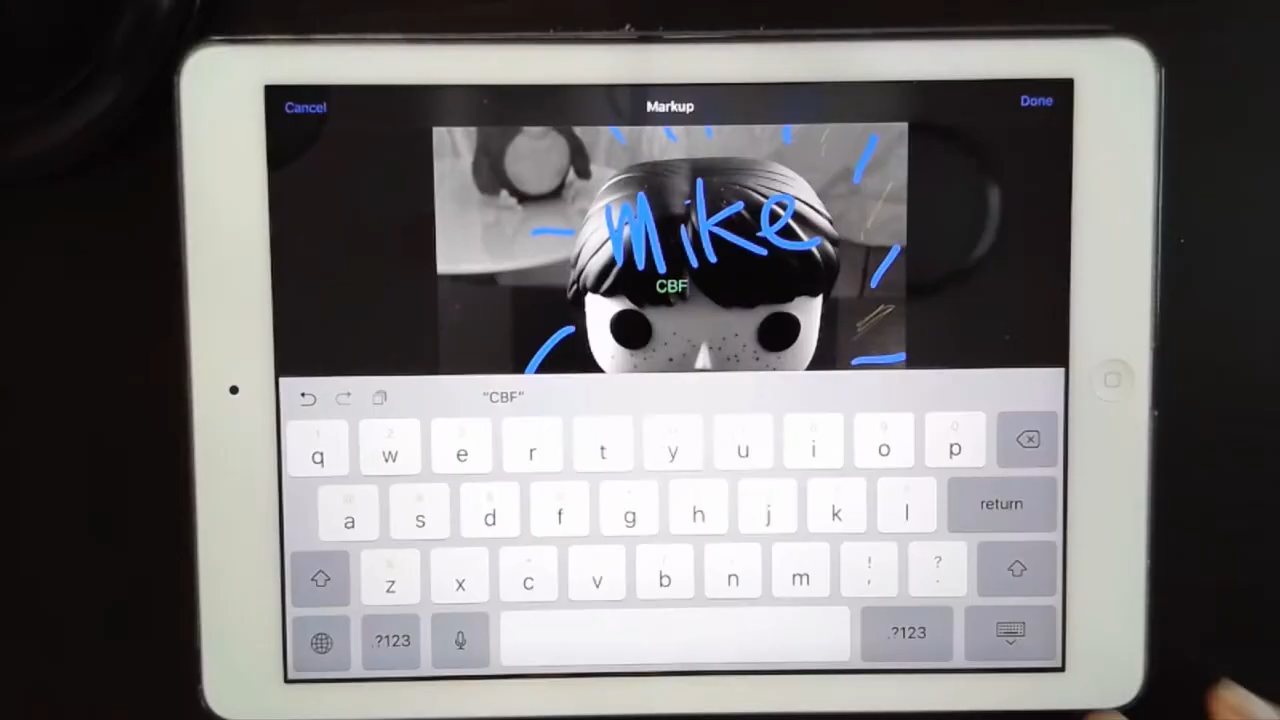 Cancel Markup Done
mike
CBF
"CBF"
q w e r t y u i o p
a s d f g h j k l return
z x c v b n m ! , ? .
.?123 .?123